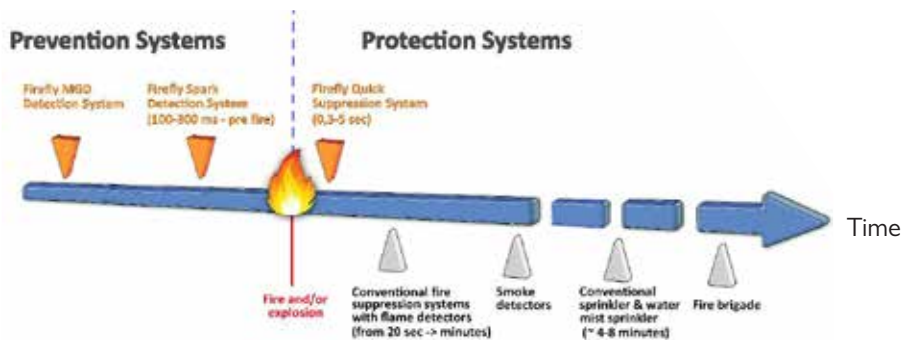 Prevention Systems
Protection Systems
Firefly MGD
Detection System
Firefly Spark
Detection System
(100-300 ms - pre fire)
Firefly Quick
Suppression System
(0,3-5 sec)
Time
Fire and/or
explosion
Conventional fire
suppression systems
with flame detectors
(from 20 sec -> minutes)
Smoke
detectors
Conventional
sprinkler & water
mist sprinkler
(~ 4-8 minutes)
Fire brigade